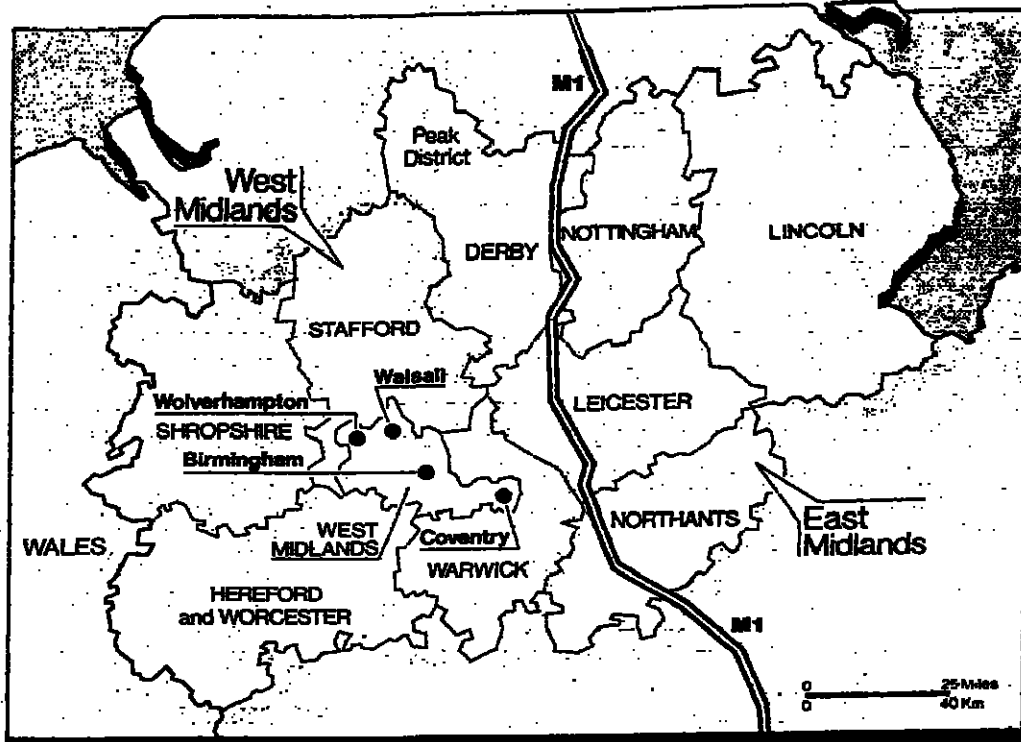 M1
Peak
District
West
Midlands
DERBY
NOTTINGHAM
LINCOLN
STAFFORD
Walsall
Wolverhampton
SHROPSHIRE
Birmingham
LEICESTER
WALES
WEST
MIDLANDS
Coventry
WARWICK
NORTHANTS
East
Midlands
HEREFORD
and WORCESTER
M1
0 25 Miles
0 40 Km